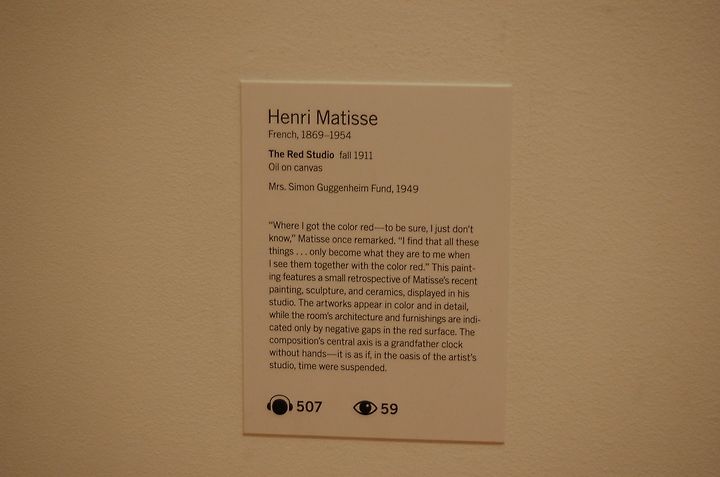 Henri Matisse
French, 1869–1954
The Red Studio fall 1911
Oil on canvas
Mrs. Simon Guggenheim Fund, 1949
“Where I got the color red—to be sure, I just don’t
know,” Matisse once remarked. “I find that all these
things . . . only become what they are to me when
I see them together with the color red.” This paint-
ing features a small retrospective of Matisse’s recent
painting, sculpture, and ceramics, displayed in his
studio. The artworks appear in color and in detail,
while the room’s architecture and furnishings are indi-
cated only by negative gaps in the red surface. The
composition’s central axis is a grandfather clock
without hands—it is as if, in the oasis of the artist’s
studio, time were suspended.
507 59